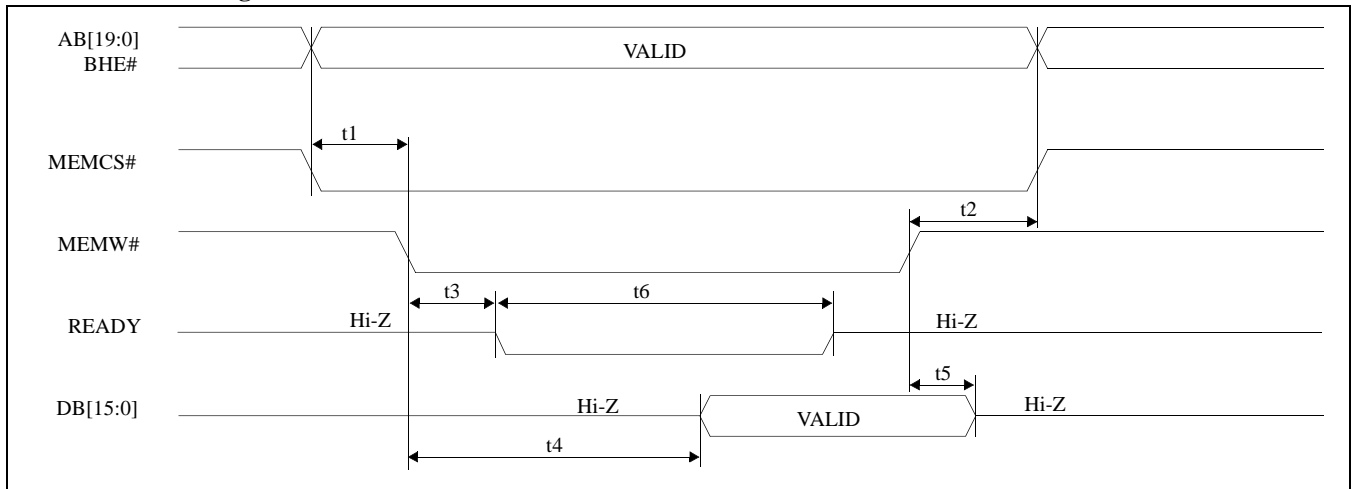 AB[19:0]
BHE#
VALID
t1
MEMCS#
t2
MEMW#
t3
t6
READY
Hi-Z
Hi-Z
t5
DB[15:0]
Hi-Z
VALID
Hi-Z
t4